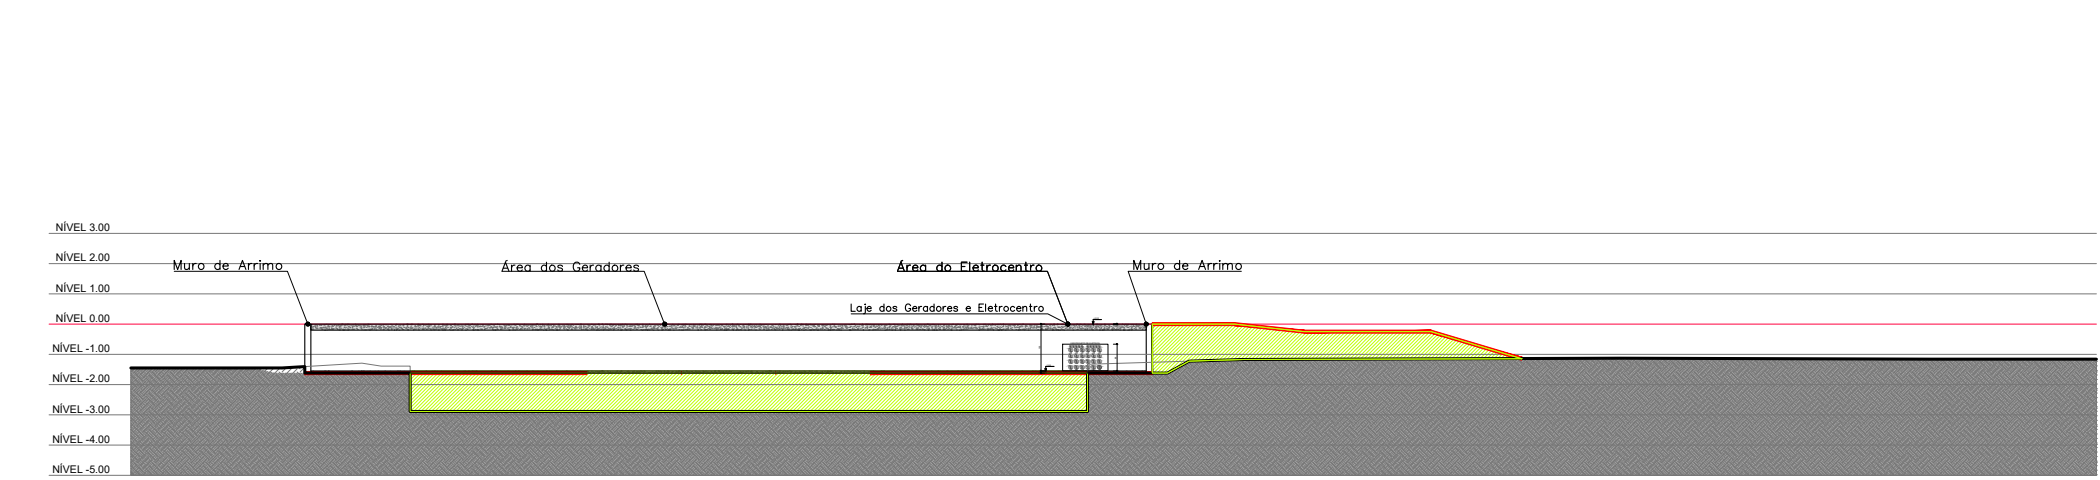 NÍVEL 3.00
NÍVEL 2.00
Muro de Arrimo
Área dos Geradores
Área do Eletrocentro
Muro de Arrimo
NÍVEL 1.00
Laje dos Geradores e Eletrocentro
NÍVEL 0.00
NÍVEL -1.00
NÍVEL -2.00
NÍVEL -3.00
NÍVEL -4.00
NÍVEL -5.00